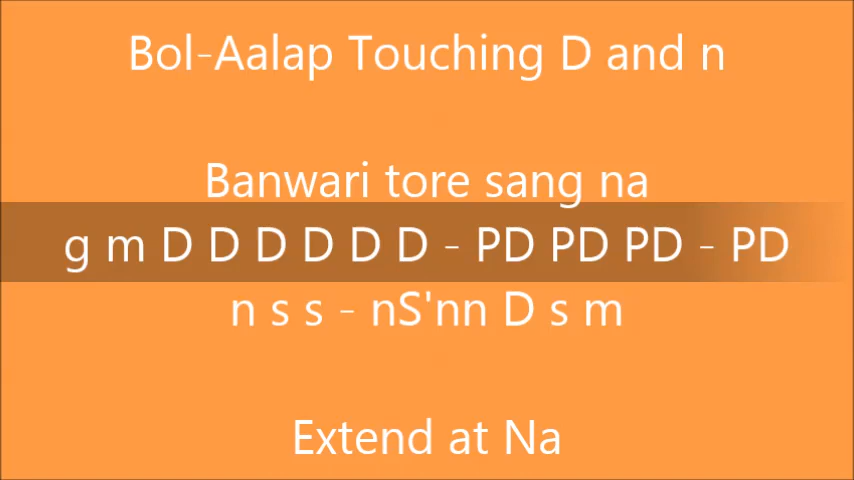 Bol-Aalap Touching D and n
Banwari tore sang na
g m D D D D D D - PD PD PD - PD
n s s - nS'nn D s m
Extend at Na